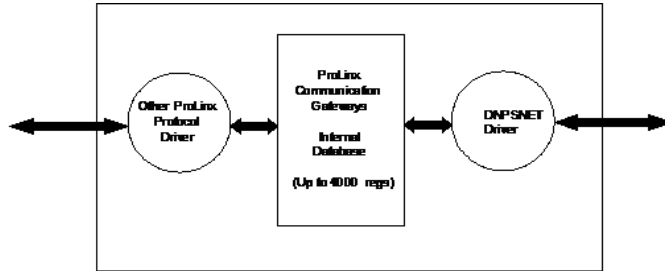 Other ProLinx
Protocol
Driver
ProLinx
Communication
Gateways
Internal
Database
(Up to 4000 regs)
DNPSNET
Driver